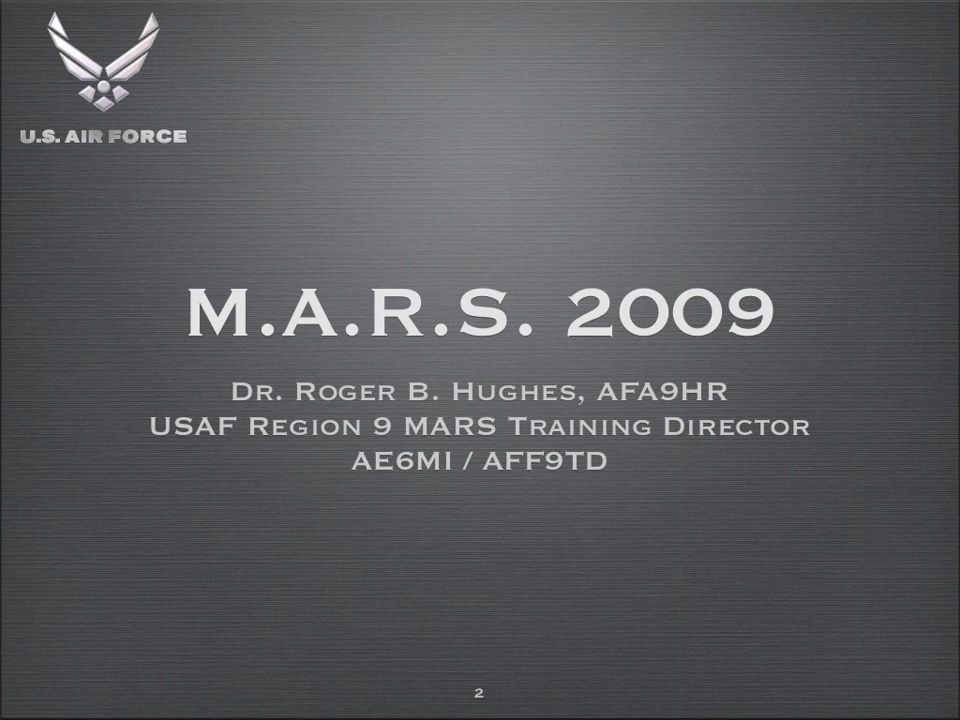 U.S. AIR FORCE
M.A.R.S. 2009
Dr. Roger B. Hughes, AFA9HR
USAF Region 9 MARS Training Director
AE6MI / AFF9TD
2